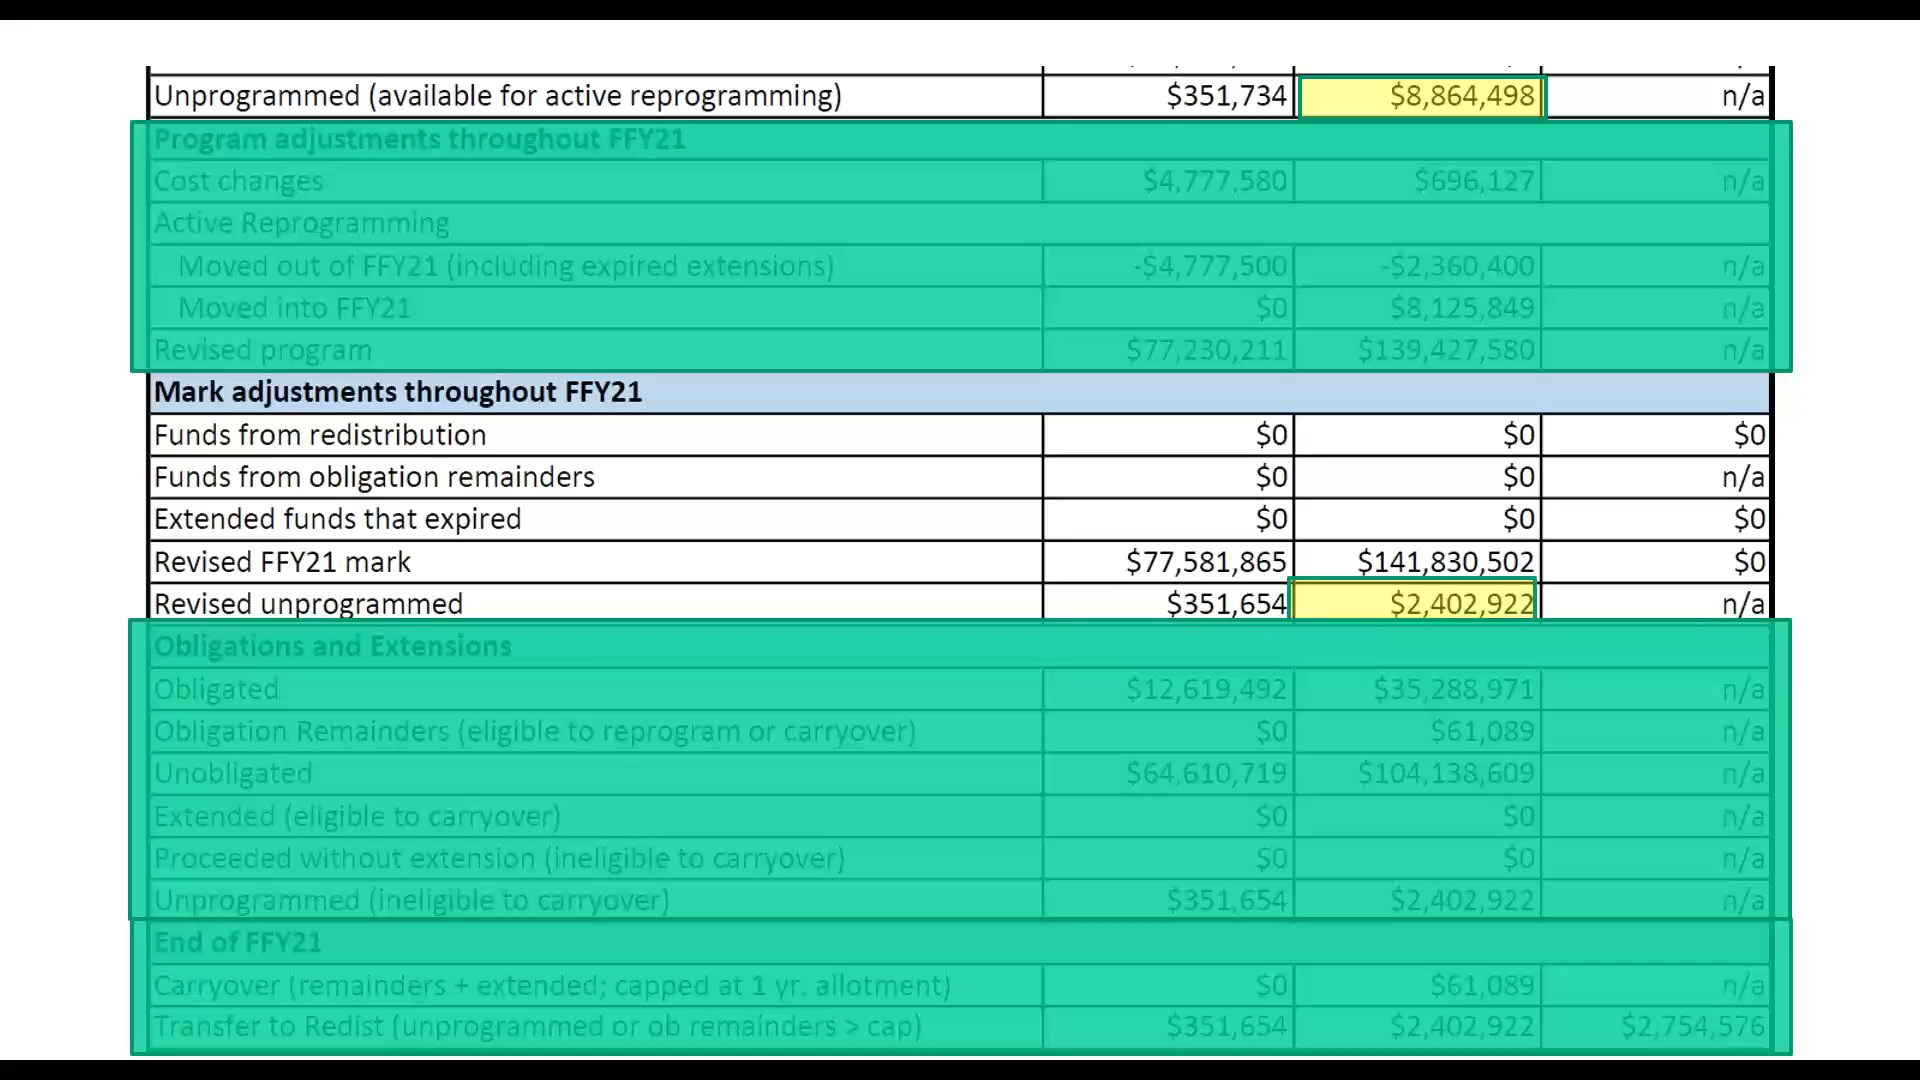 Unprogrammed (available for active reprogramming) $351,734 $8,864,498 n/a
Program adjustments throughout FFY21
Cost changes $4,777,580 $696,127 n/a
Active Reprogramming
Moved out of FFY21 (including expired extensions) -$4,777,500 -$2,360,400 n/a
Moved into FFY21 $0 $8,125,849 n/a
Revised program $77,230,211 $139,427,580 n/a
Mark adjustments throughout FFY21
Funds from redistribution $0 $0 $0
Funds from obligation remainders $0 $0 n/a
Extended funds that expired $0 $0 $0
Revised FFY21 mark $77,581,865 $141,830,502 $0
Revised unprogrammed $351,654 $2,402,922 n/a
Obligations and Extensions
Obligated $12,619,492 $35,288,971 n/a
Obligation Remainders (eligible to reprogram or carryover) $0 $61,089 n/a
Unobligated $64,610,719 $104,138,609 n/a
Extended (eligible to carryover) $0 $0 n/a
Proceeded without extension (ineligible to carryover) $0 $0 n/a
Unprogrammed (ineligible to carryover) $351,654 $2,402,922 n/a
End of FFY21
Carryover (remainders + extended; capped at 1 yr. allotment) $0 $61,089 n/a
Transfer to Redist (unprogrammed or ob remainders > cap) $351,654 $2,402,922 $2,754,576